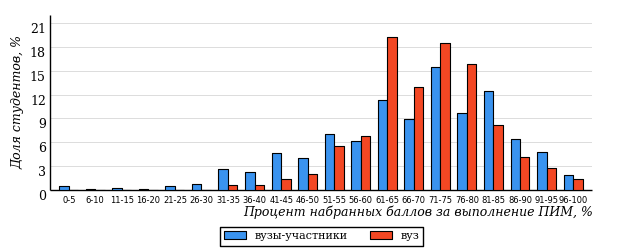 Доля студентов, %
21
18
15
12
9
6
3
0
0-5 6-10 11-15 16-20 21-25 26-30 31-35 36-40 41-45 46-50 51-55 56-60 61-65 66-70 71-75 76-80 81-85 86-90 91-95 96-100
Процент набранных баллов за выполнение ПИМ, %
вузы-участники вуз